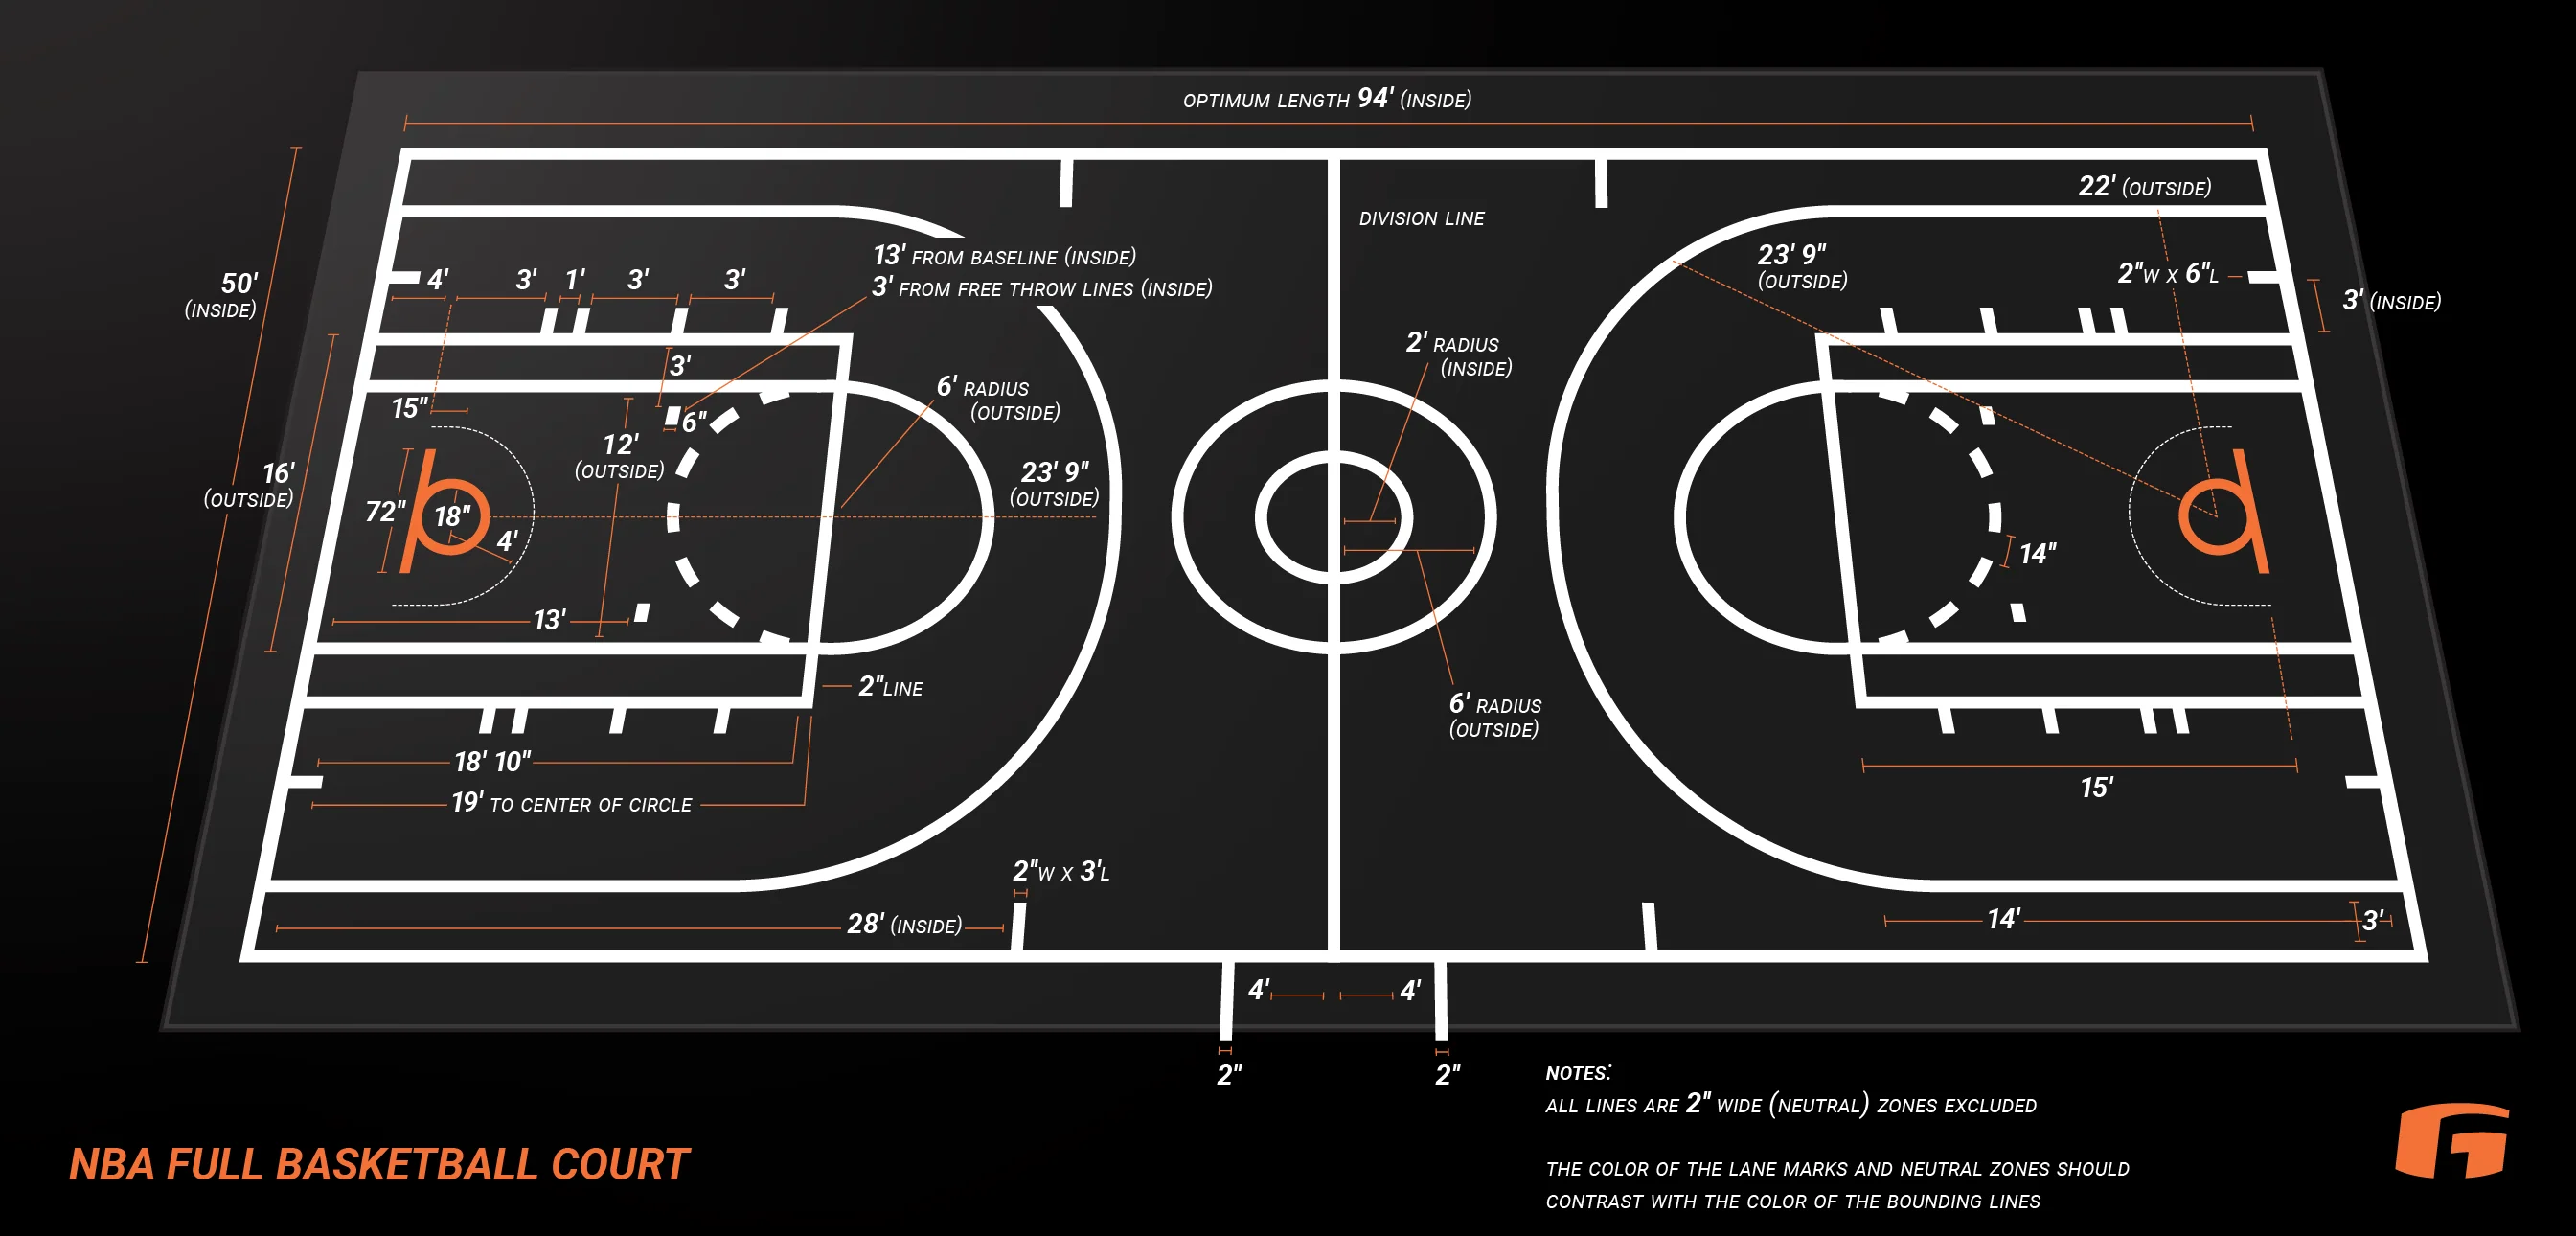 OPTIMUM LENGTH 94' (INSIDE)
50'
(INSIDE)
22' (OUTSIDE)
DIVISION LINE
13' FROM BASELINE (INSIDE)
3' FROM FREE THROW LINES (INSIDE)
23' 9"
(OUTSIDE)
4'
3'
1'
3'
3'
2"W X 6"L
3' (INSIDE)
2' RADIUS
(INSIDE)
3'
6' RADIUS
(OUTSIDE)
15"
6"
12'
(OUTSIDE)
16'
(OUTSIDE)
23' 9"
(OUTSIDE)
72"
18"
4'
14"
13'
2"LINE
6' RADIUS
(OUTSIDE)
18' 10"
19' TO CENTER OF CIRCLE
15'
2"W X 3'L
28' (INSIDE)
14'
3'
4'
4'
2"
2"
NOTES:
ALL LINES ARE 2" WIDE (NEUTRAL) ZONES EXCLUDED
THE COLOR OF THE LANE MARKS AND NEUTRAL ZONES SHOULD
CONTRAST WITH THE COLOR OF THE BOUNDING LINES
NBA FULL BASKETBALL COURT